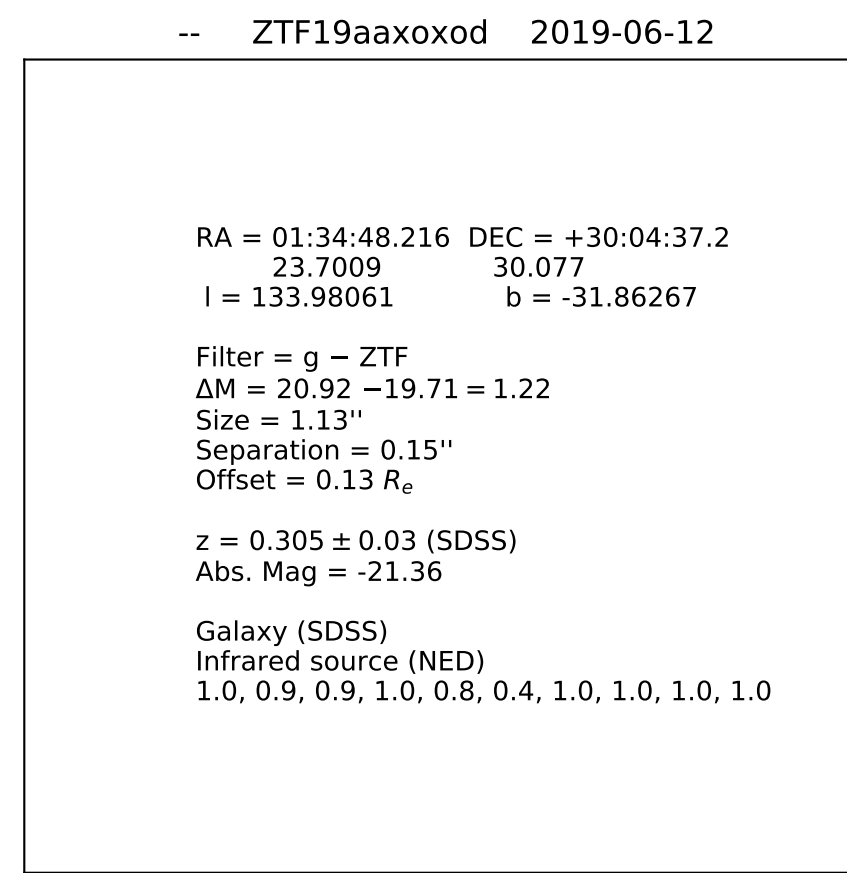 -- ZTF19aaxoxod 2019-06-12
RA = 01:34:48.216 DEC = +30:04:37.2
23.7009 30.077
l = 133.98061 b = -31.86267
Filter = g − ZTF
ΔM = 20.92 −19.71 = 1.22
Size = 1.13''
Separation = 0.15''
Offset = 0.13 Re
z = 0.305 ± 0.03 (SDSS)
Abs. Mag = -21.36
Galaxy (SDSS)
Infrared source (NED)
1.0, 0.9, 0.9, 1.0, 0.8, 0.4, 1.0, 1.0, 1.0, 1.0